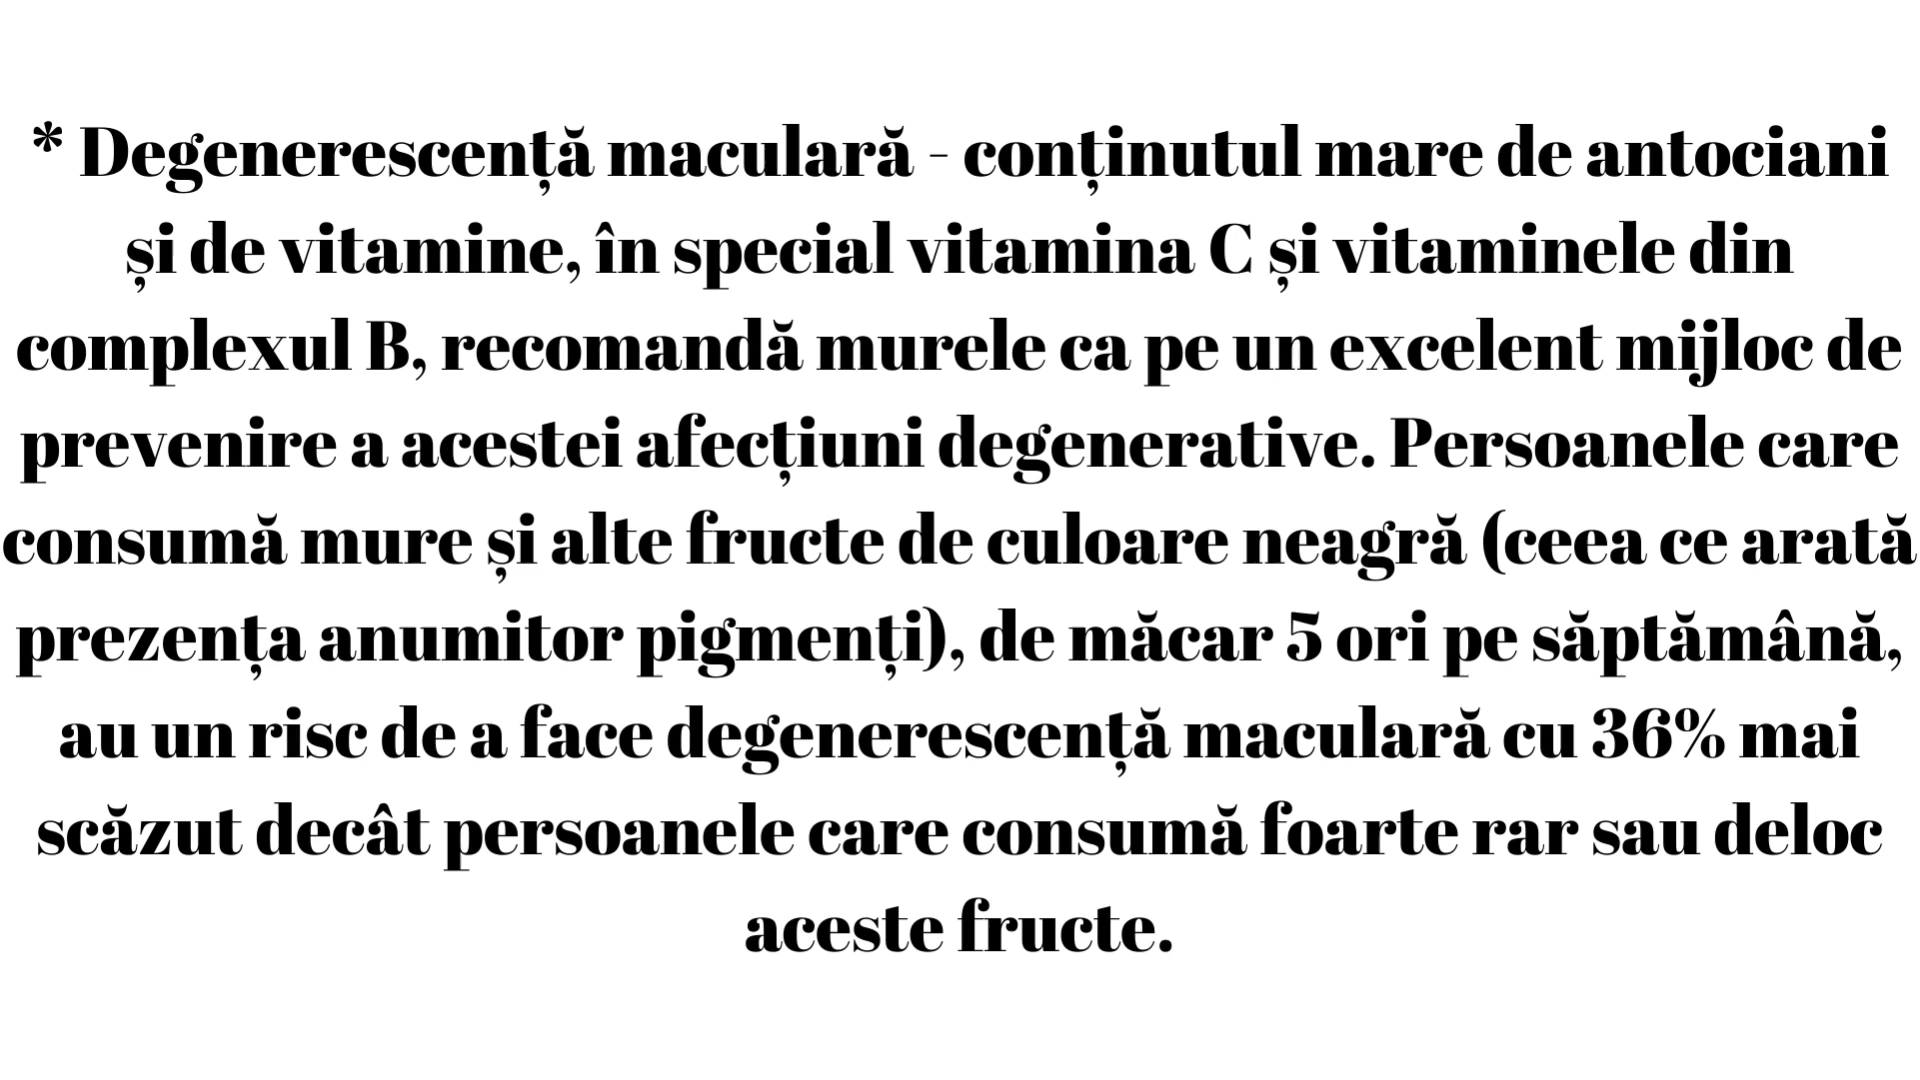 * Degenerescență maculară - conținutul mare de antociani
și de vitamine, în special vitamina C și vitaminele din
complexul B, recomandă murele ca pe un excelent mijloc de
prevenire a acestei afecțiuni degenerative. Persoanele care
consumă mure și alte fructe de culoare neagră (ceea ce arată
prezența anumitor pigmenți), de măcar 5 ori pe săptămână,
au un risc de a face degenerescență maculară cu 36% mai
scăzut decât persoanele care consumă foarte rar sau deloc
aceste fructe.